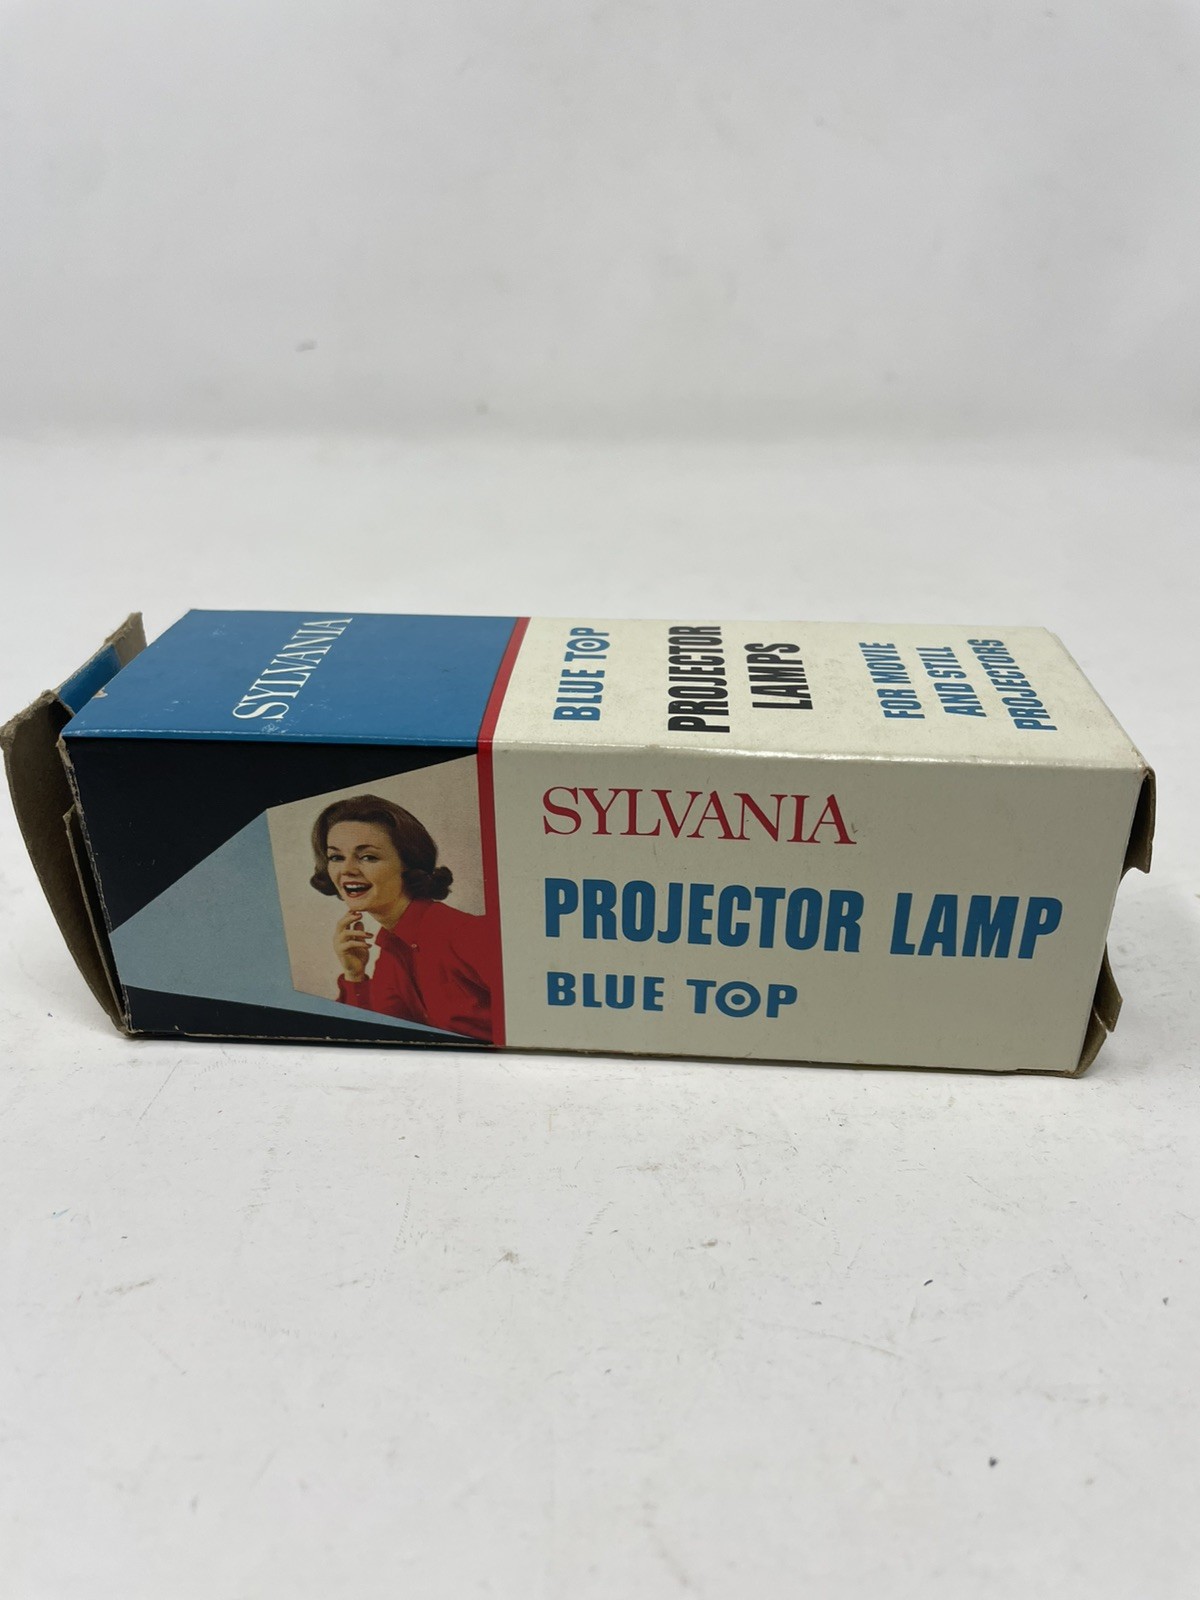 SYLVANIA
BLUE TOP
PROJECTOR
LAMPS
FOR MOVIE
AND STILL
PROJECTORS
SYLVANIA
PROJECTOR LAMP
BLUE TOP